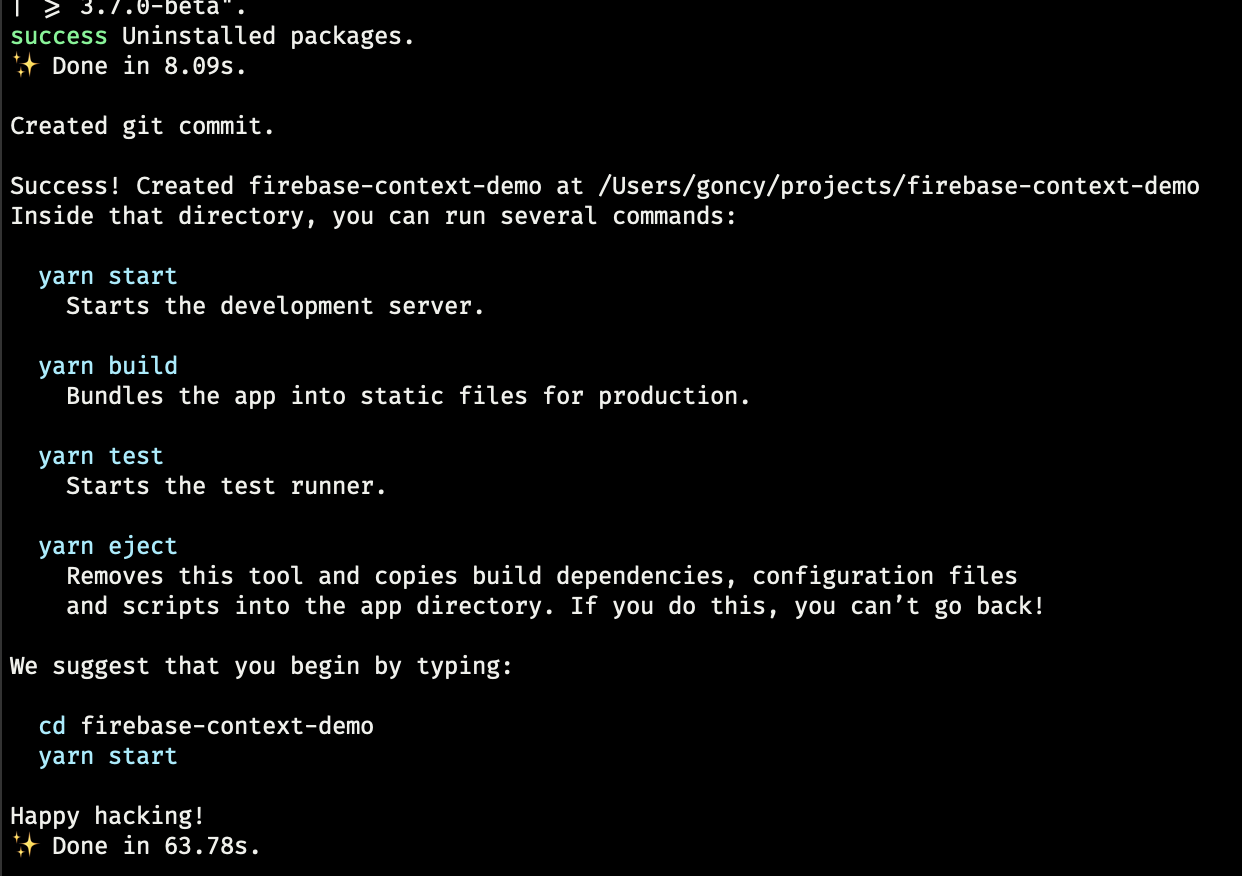 | >= 3.7.0-beta".
success Uninstalled packages.
✨ Done in 8.09s.
Created git commit.
Success! Created firebase-context-demo at /Users/goncy/projects/firebase-context-demo
Inside that directory, you can run several commands:
yarn start
Starts the development server.
yarn build
Bundles the app into static files for production.
yarn test
Starts the test runner.
yarn eject
Removes this tool and copies build dependencies, configuration files
and scripts into the app directory. If you do this, you can’t go back!
We suggest that you begin by typing:
cd firebase-context-demo
yarn start
Happy hacking!
✨ Done in 63.78s.